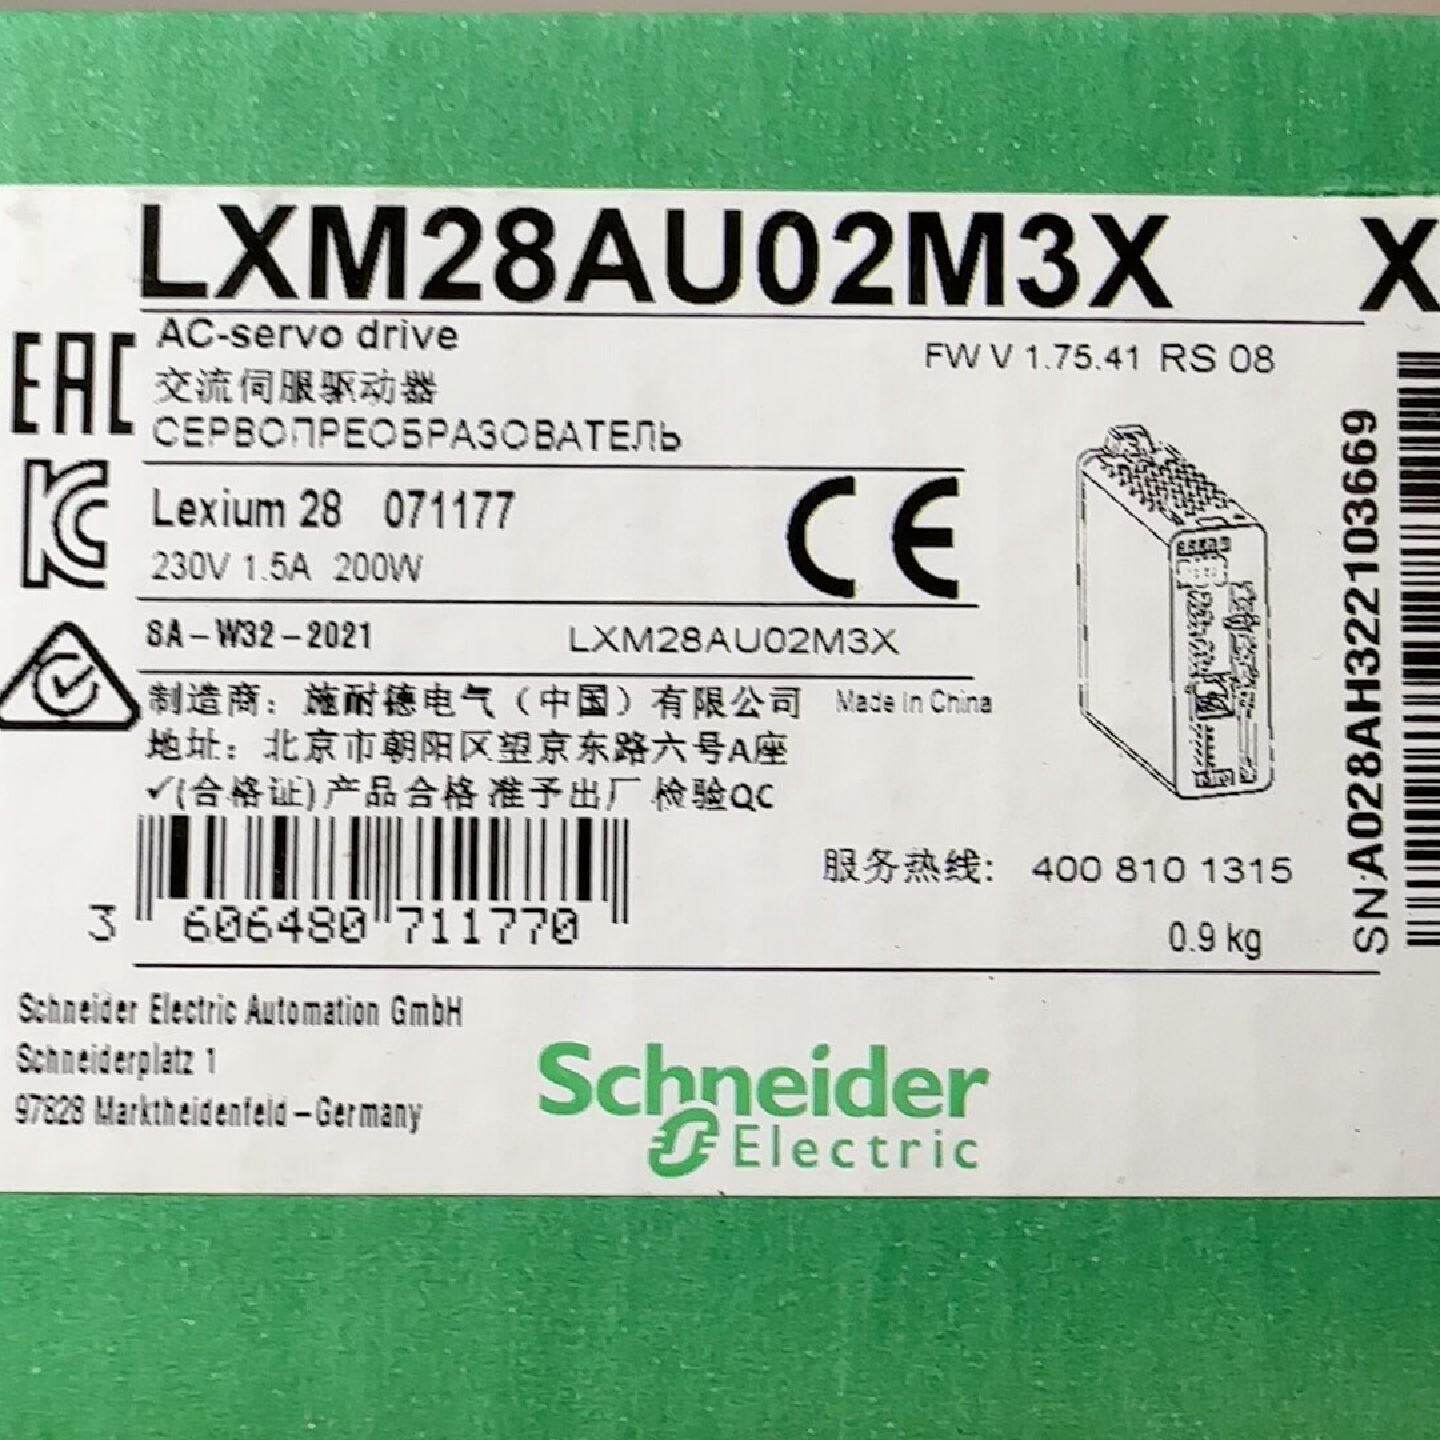 LXM28AU02M3X X
EAC
AC-servo drive
交流伺服驱动器
СЕРВОПРЕОБРАЗОВАТЕЛЬ
FW V 1.75.41 RS 08
Lexium 28 071177
230V 1.5A 200W
CE
8A-W32-2021 LXM28AU02M3X
制造商：施耐德电气（中国）有限公司 Made In China
地址：北京市朝阳区望京东路六号A座
✓(合格证)产品合格 准予出厂 检验QC
3 606480 711770
服务热线: 400 810 1315
0.9 kg
SN:A028AH322103669
Schneider Electric Automation GmbH
Schneiderplatz 1
97828 Marktheidenfeld -Germany
Schneider
Electric